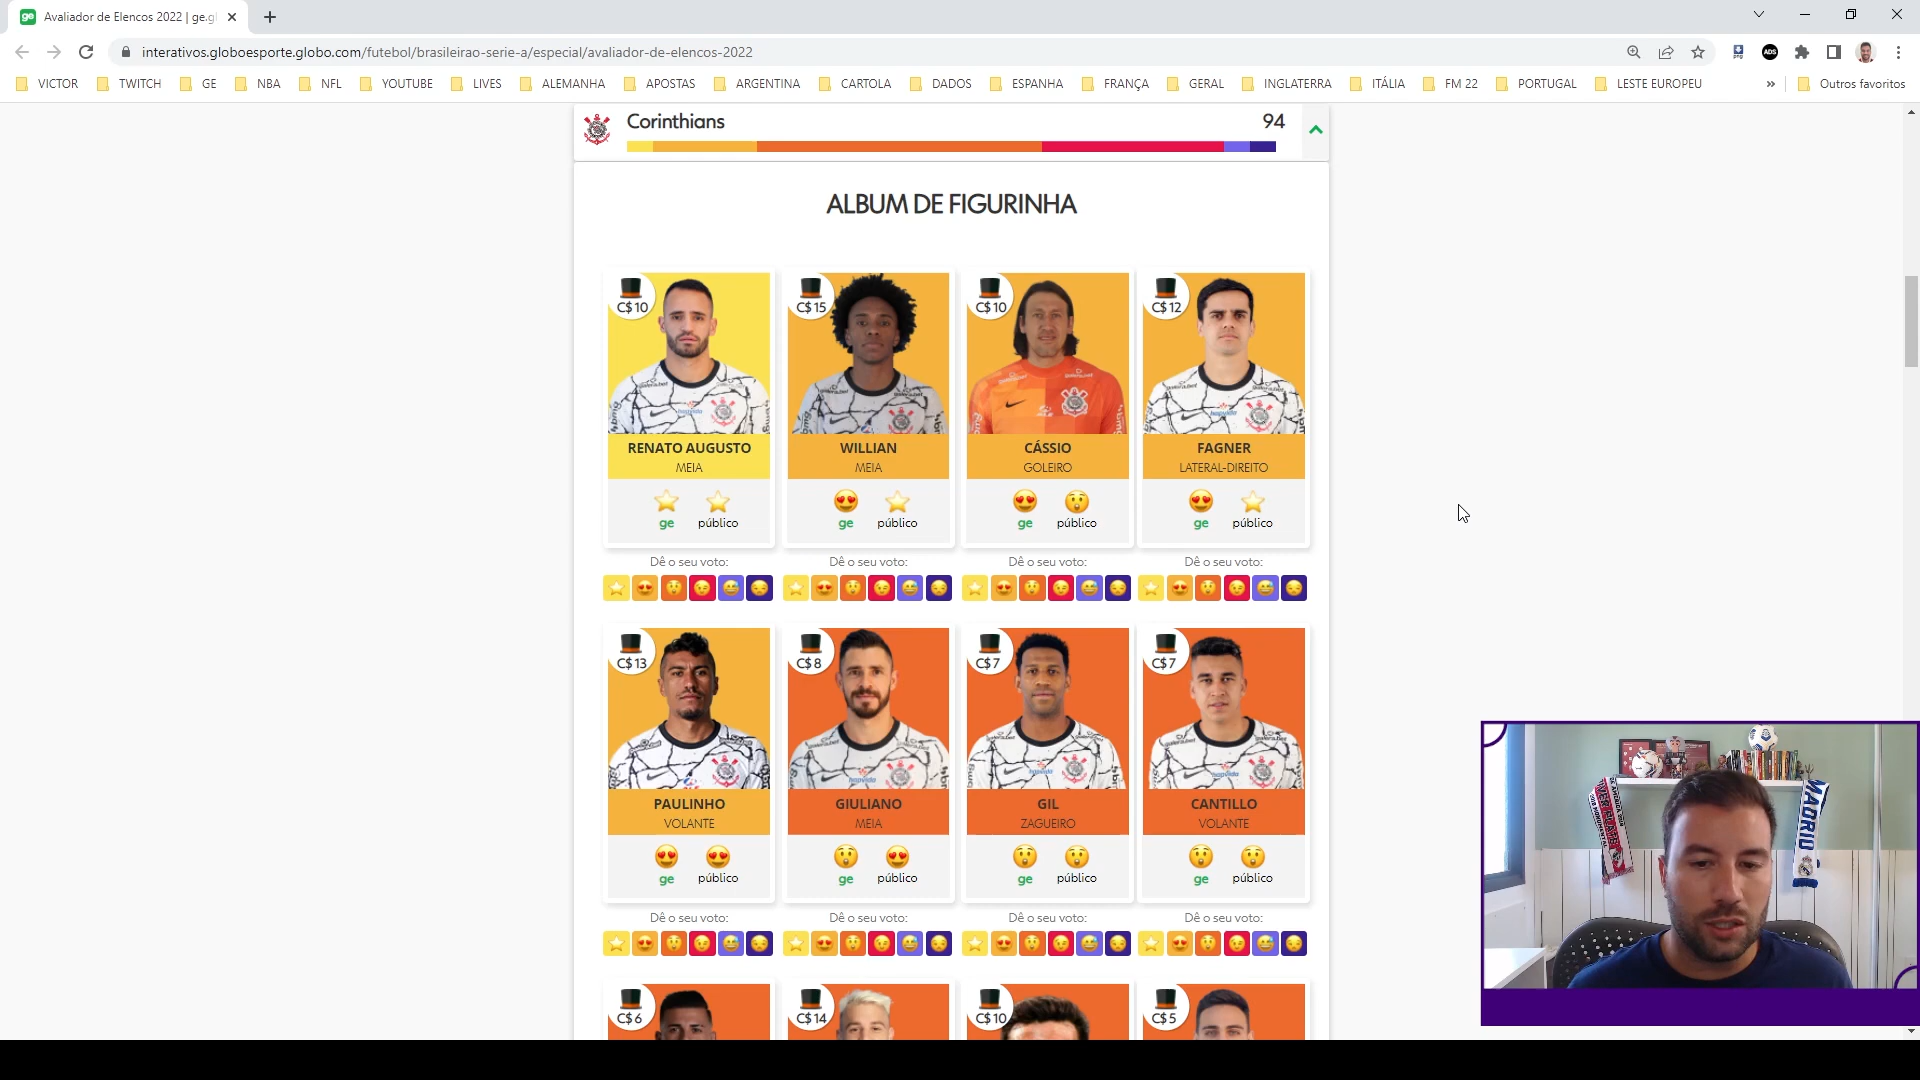 Avaliador de Elencos 2022 | ge.gl
interativos.globoesporte.globo.com/futebol/brasileirao-serie-a/especial/avaliador-de-elencos-2022
VICTOR TWITCH GE NBA NFL YOUTUBE LIVES ALEMANHA APOSTAS ARGENTINA CARTOLA DADOS ESPANHA FRANÇA GERAL INGLATERRA ITÁLIA FM 22 PORTUGAL LESTE EUROPEU » Outros favoritos
Corinthians 94
ALBUM DE FIGURINHA
C$ 10 C$ 15 C$ 10 C$ 12
RENATO AUGUSTO WILLIAN CÁSSIO FAGNER
MEIA MEIA GOLEIRO LATERAL-DIREITO
ge público ge público ge público ge público
Dê o seu voto: Dê o seu voto: Dê o seu voto: Dê o seu voto:
C$ 13 C$ 8 C$ 7 C$ 7
PAULINHO GIULIANO GIL CANTILLO
VOLANTE MEIA ZAGUEIRO VOLANTE
ge público ge público ge público ge público
Dê o seu voto: Dê o seu voto: Dê o seu voto: Dê o seu voto:
C$ 6 C$ 14 C$ 10 C$ 5
MADRID